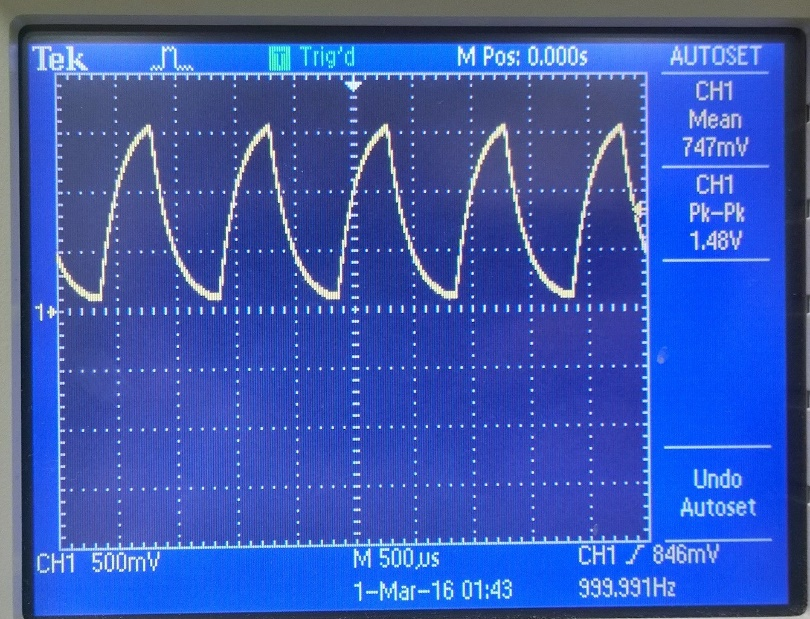 Tek Trig'd M Pos: 0.000s AUTOSET
CH1
Mean
747mV
CH1
Pk-Pk
1.48V
1
Undo
Autoset
CH1 500mV M 500µs CH1 846mV
1-Mar-16 01:43 999.991Hz